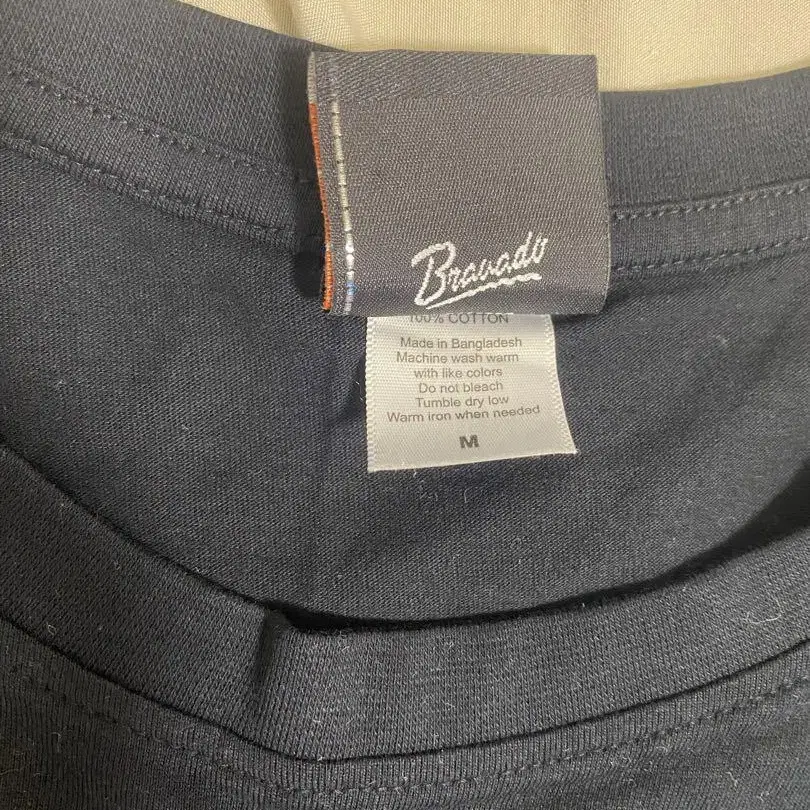 Bravado
100% COTTON
Made in Bangladesh
Machine wash warm
with like colors
Do not bleach
Tumble dry low
Warm iron when needed
M